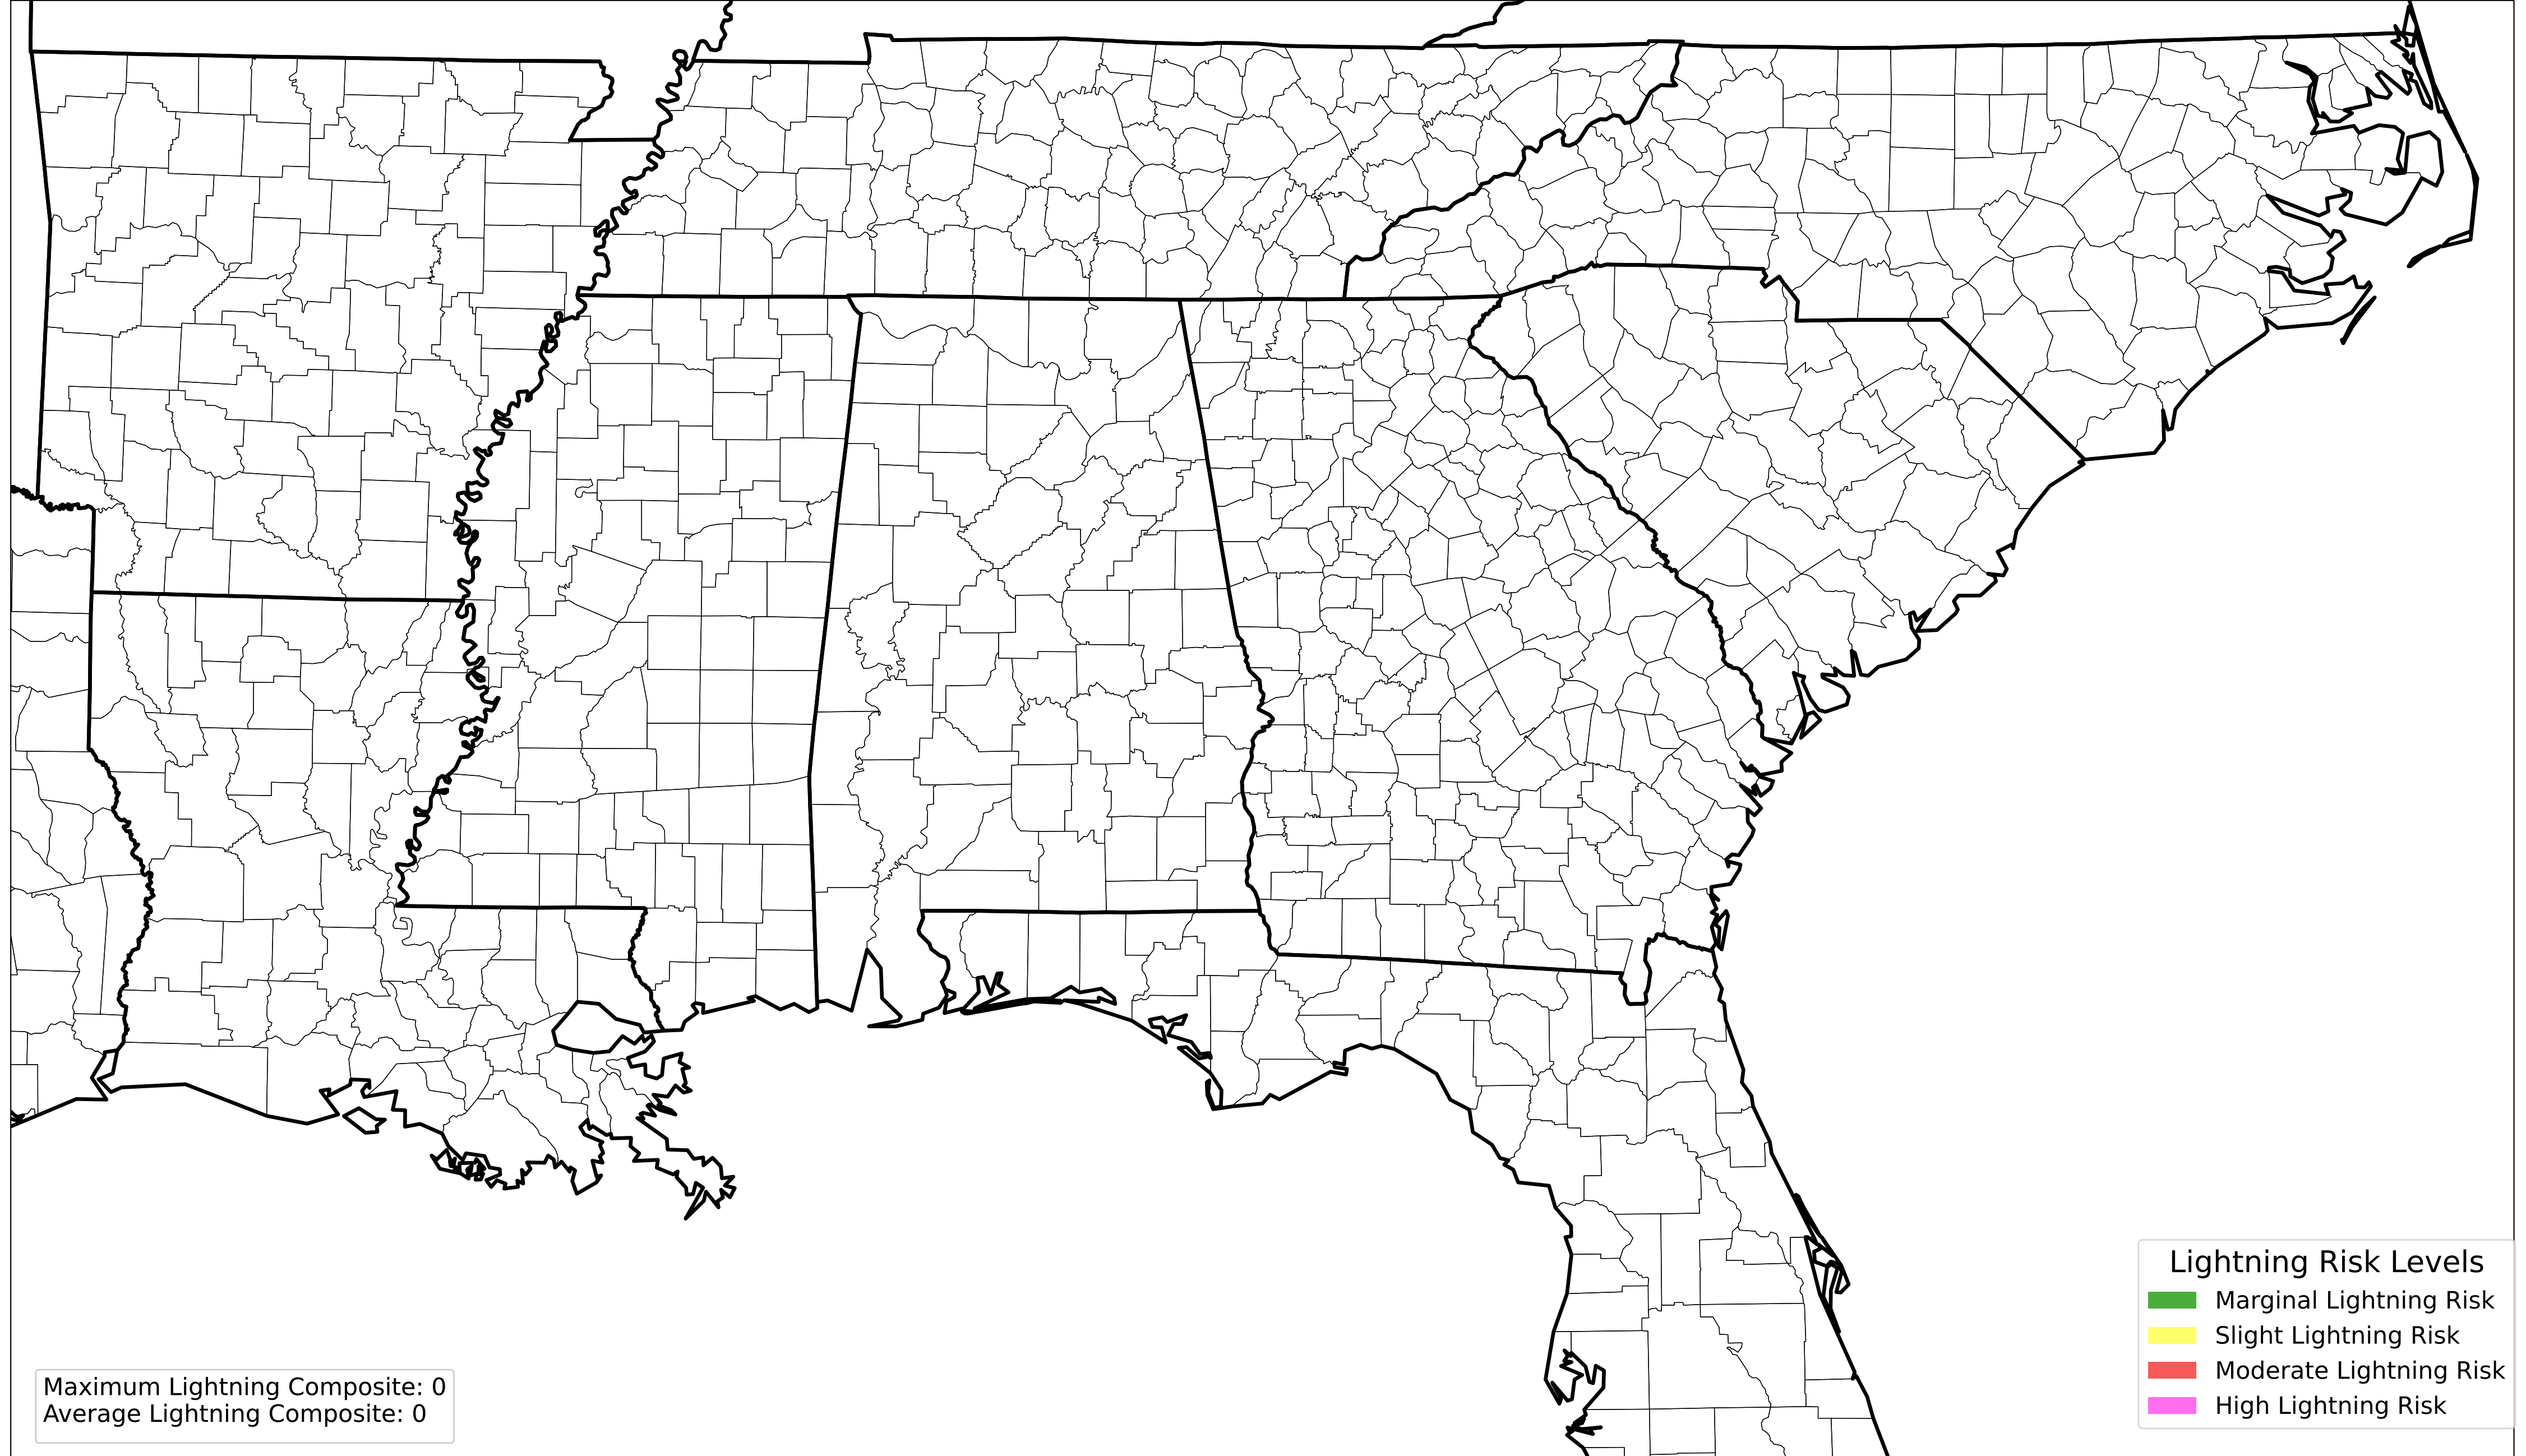 Lightning Risk Levels
Marginal Lightning Risk
Slight Lightning Risk
Moderate Lightning Risk
High Lightning Risk
Maximum Lightning Composite: 0
Average Lightning Composite: 0